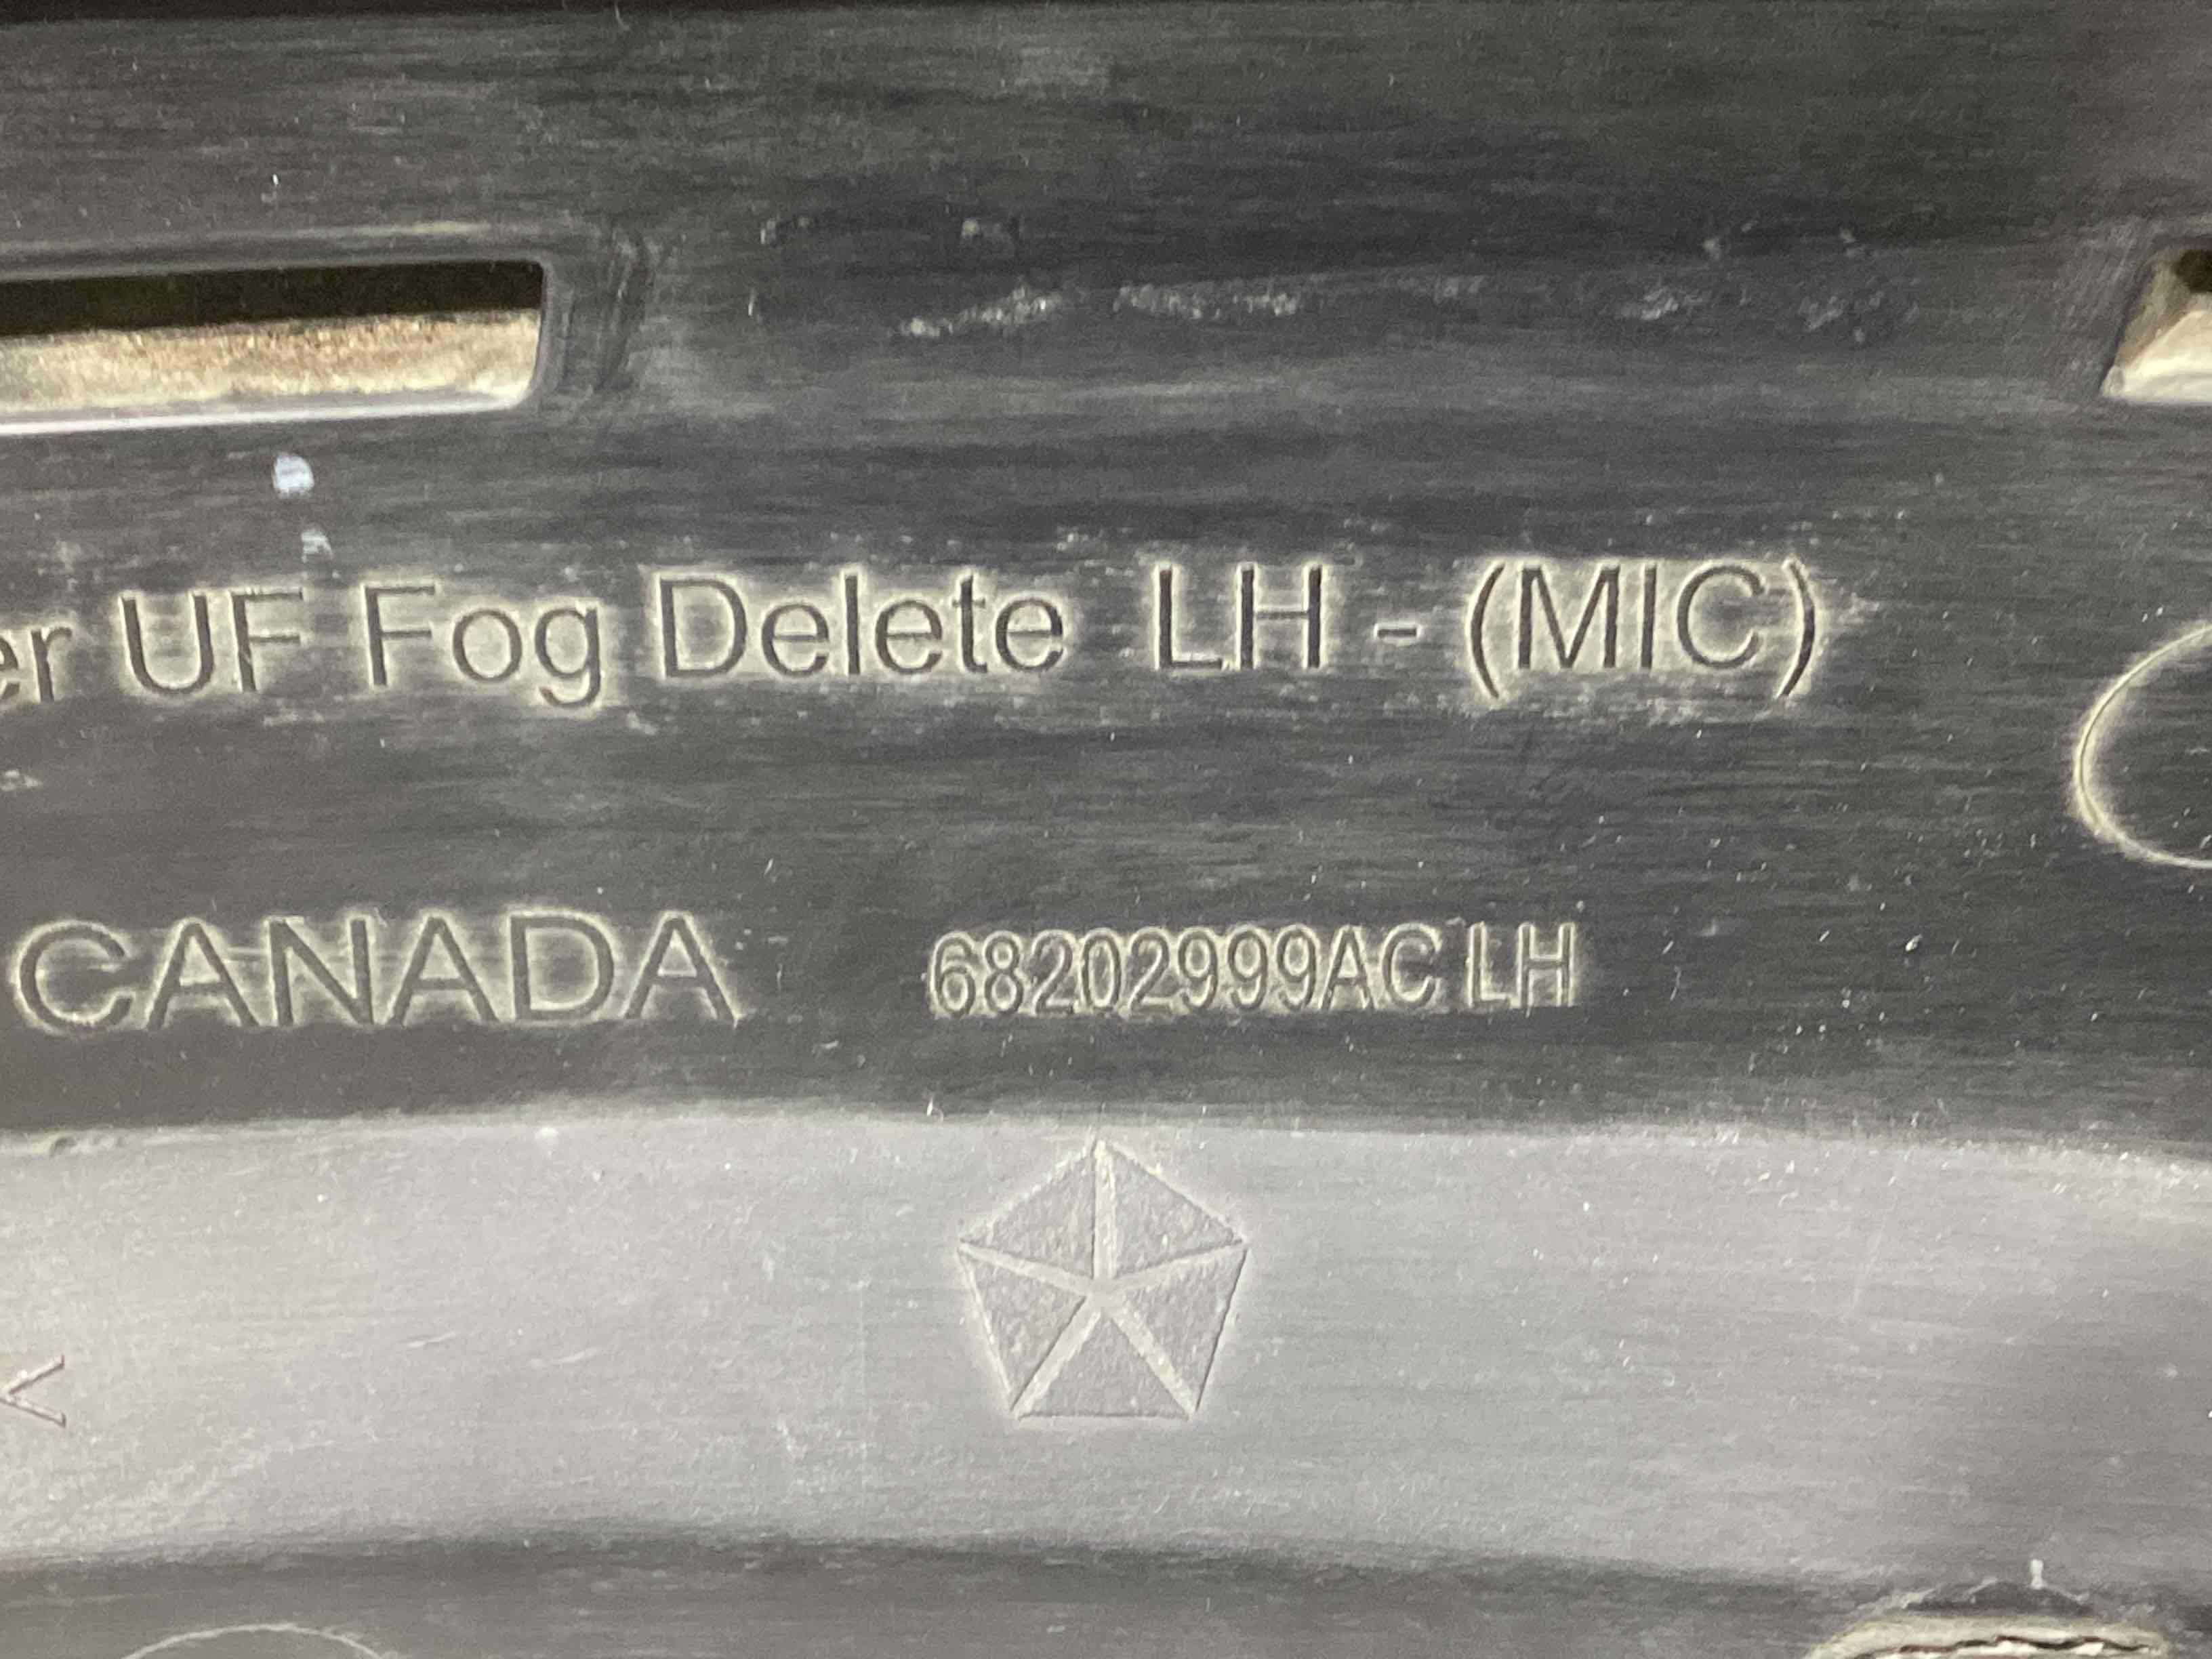 er UF Fog Delete LH - (MIC)
CANADA 68202999AC LH
<